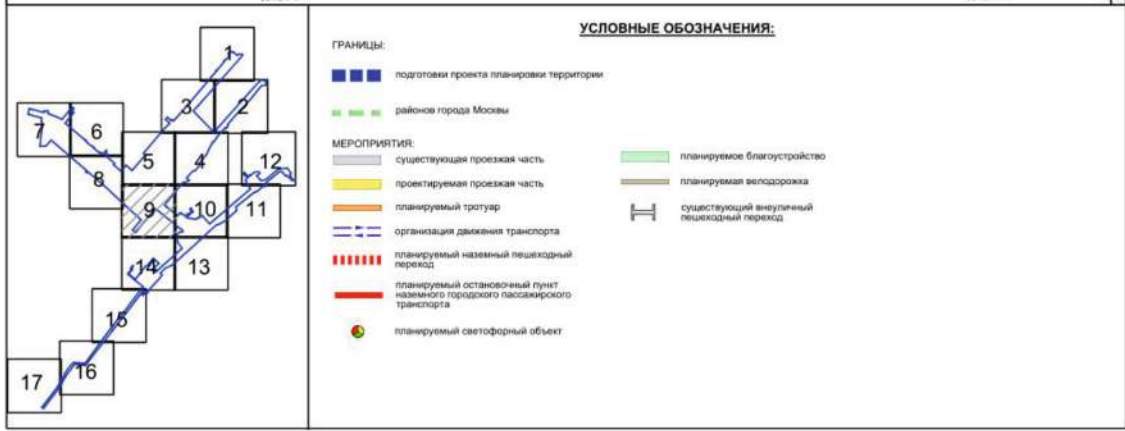 УСЛОВНЫЕ ОБОЗНАЧЕНИЯ:
ГРАНИЦЫ:
подготовки проекта планировки территории
районов города Москвы
МЕРОПРИЯТИЯ:
существующая проезжая часть
проектируемая проезжая часть
планируемый тротуар
организация движения транспорта
планируемый наземный пешеходный
переход
планируемый остановочный пункт
наземного городского пассажирского
транспорта
планируемый светофорный объект
планируемое благоустройство
планируемая велодорожка
существующий внеуличный
пешеходный переход
1
3 2
7 6
5 4 12
8
9 10 11
14 13
15
16
17